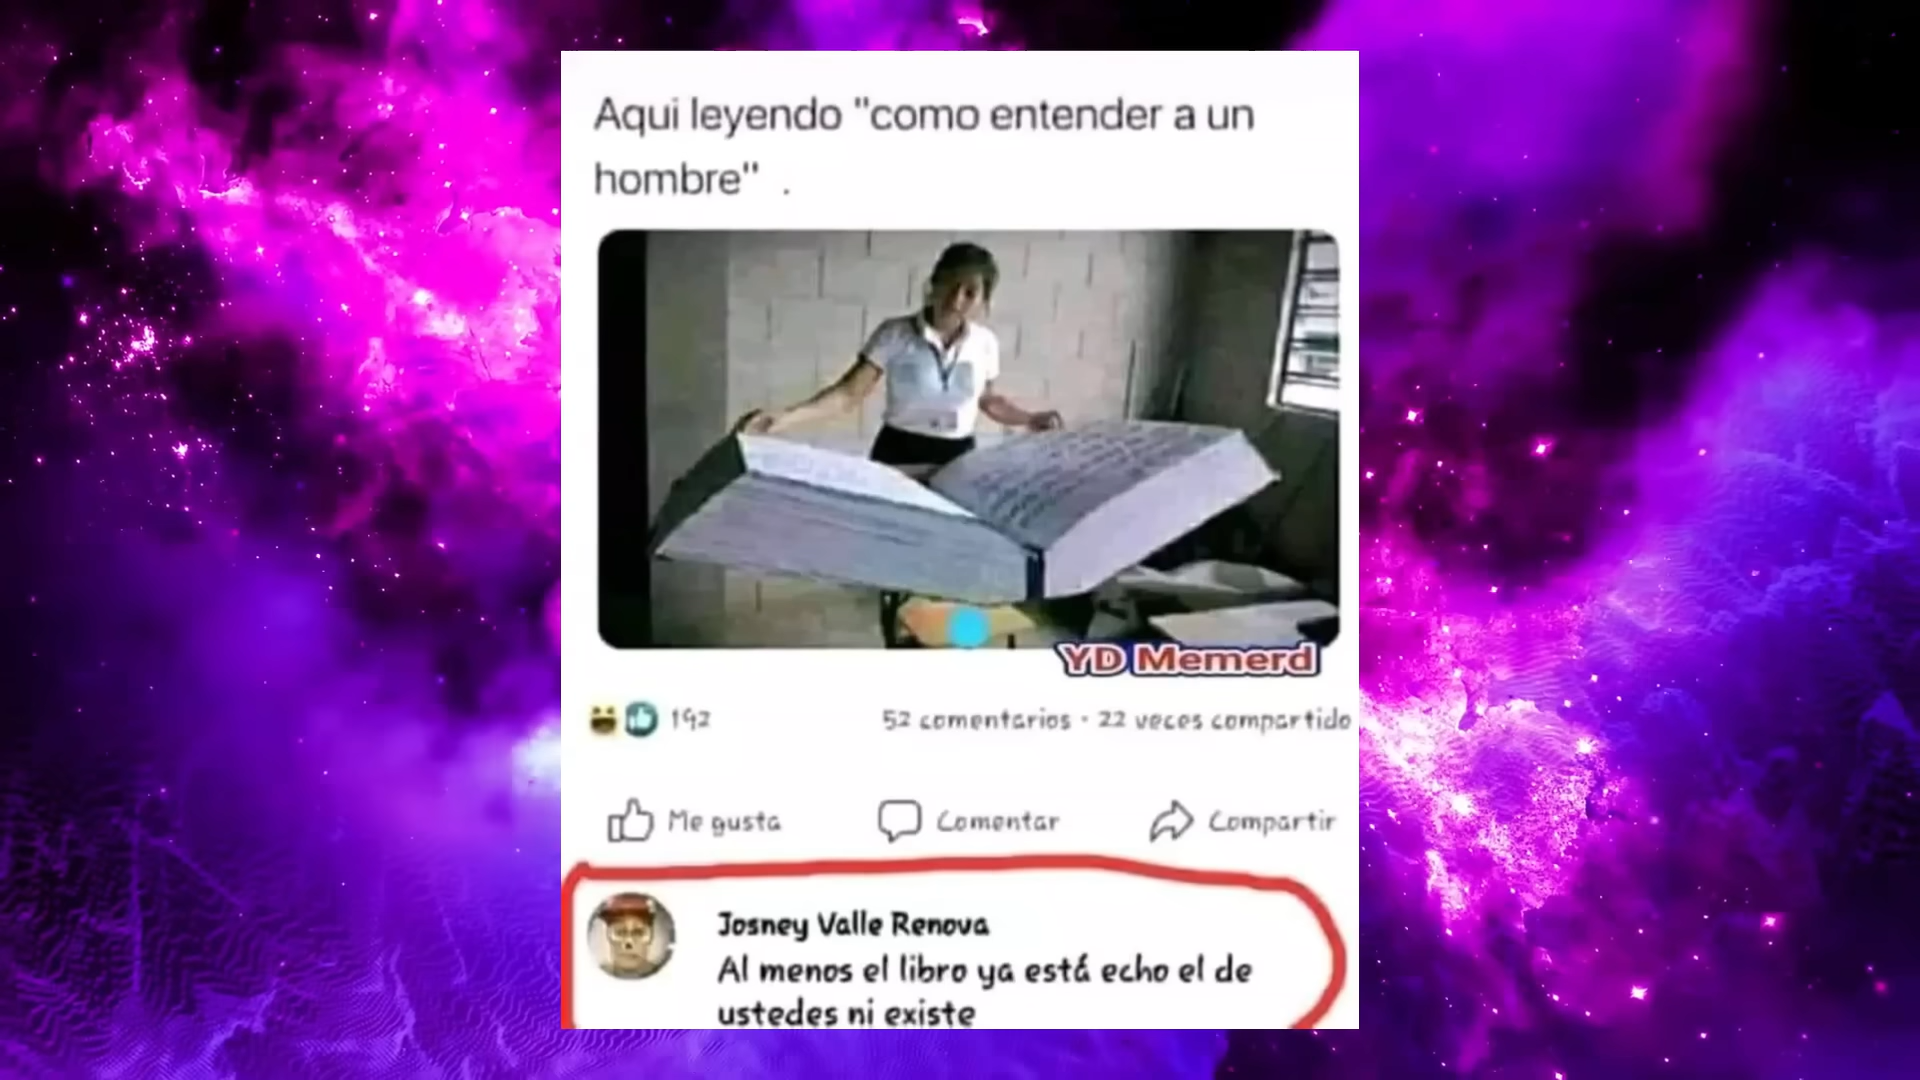 Aqui leyendo "como entender a un
hombre" .
YD Memerd
192
52 comentarios · 22 veces compartido
Me gusta
Comentar
Compartir
Josney Valle Renova
Al menos el libro ya está echo el de
ustedes ni existe